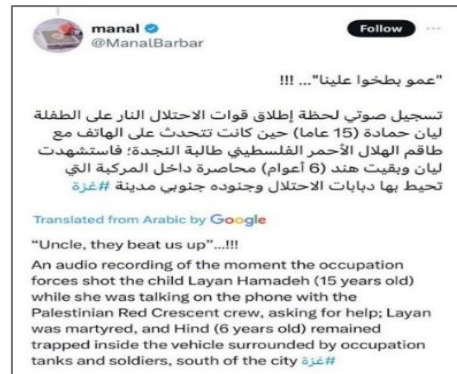 manal
@ManalBarbar
Follow
"عمو بطخوا علينا"... !!!
تسجيل صوتي لحظة إطلاق قوات الاحتلال النار على الطفلة
ليان حمادة (15 عاما) حين كانت تتحدث على الهاتف مع
طاقم الهلال الأحمر الفلسطيني طالبة النجدة؛ فاستشهدت
ليان وبقيت هند (6 أعوام) محاصرة داخل المركبة التي
تحيط بها دبابات الاحتلال وجنوده جنوبي مدينة #غزة
Translated from Arabic by Google
“Uncle, they beat us up”...!!!
An audio recording of the moment the occupation
forces shot the child Layan Hamadeh (15 years old)
while she was talking on the phone with the
Palestinian Red Crescent crew, asking for help; Layan
was martyred, and Hind (6 years old) remained
trapped inside the vehicle surrounded by occupation
tanks and soldiers, south of the city #غزة